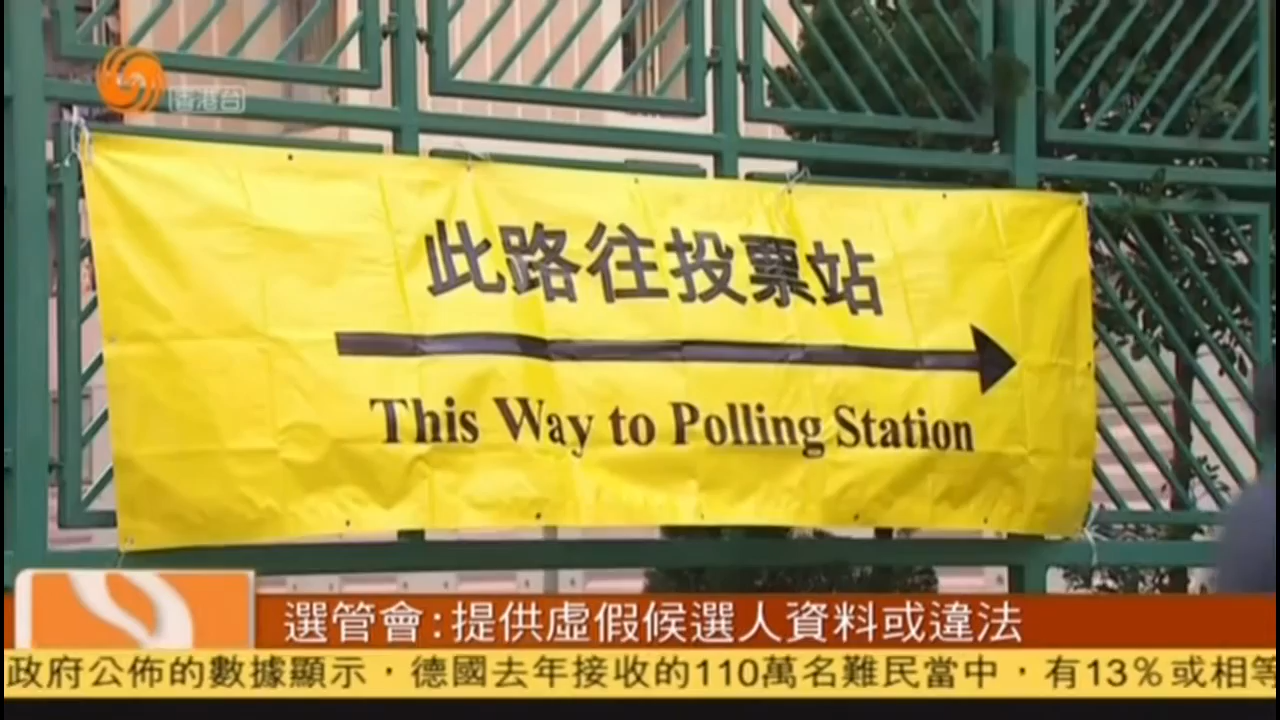 香港台
此路往投票站
This Way to Polling Station
選管會:提供虛假候選人資料或違法
政府公佈的數據顯示，德國去年接收的110萬名難民當中，有13%或相等